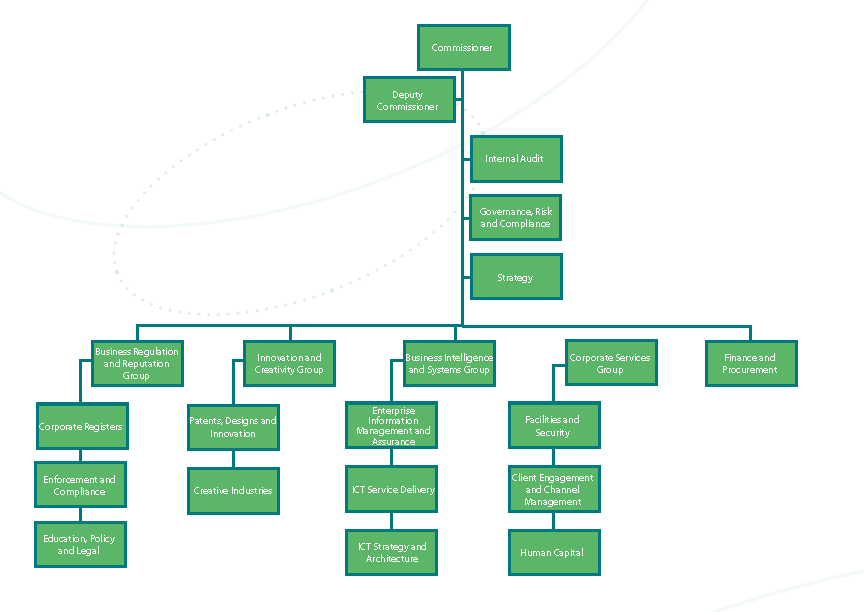 Commissioner
Deputy
Commissioner
Internal Audit
Governance, Risk
and Compliance
Strategy
Business Regulation
and Reputation
Group
Innovation and
Creativity Group
Business Intelligence
and Systems Group
Corporate Services
Group
Finance and
Procurement
Corporate Registers
Patents, Designs and
Innovation
Enterprise
Information
Management and
Assurance
Facilities and
Security
Enforcement and
Compliance
Creative Industries
ICT Service Delivery
Client Engagement
and Channel
Management
Education, Policy
and Legal
ICT Strategy and
Architecture
Human Capital